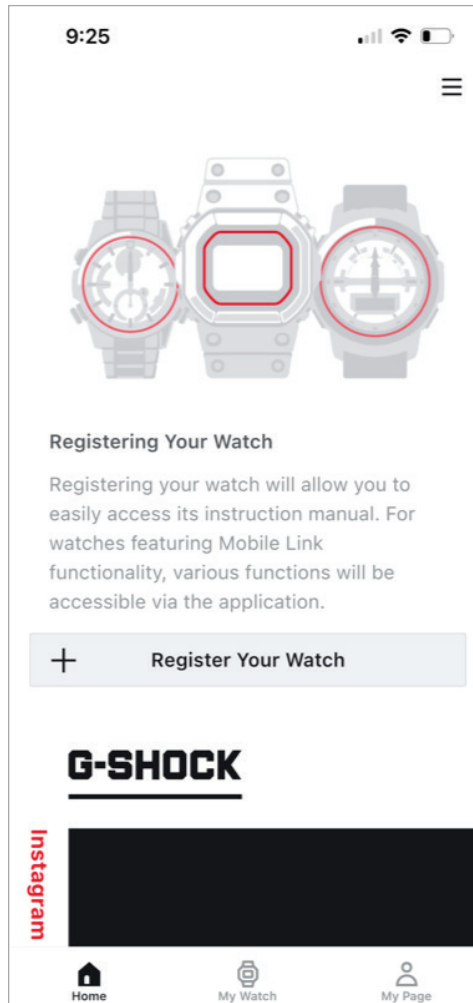 9:25
Registering Your Watch
Registering your watch will allow you to
easily access its instruction manual. For
watches featuring Mobile Link
functionality, various functions will be
accessible via the application.
+ Register Your Watch
G-SHOCK
Instagram
Home My Watch My Page